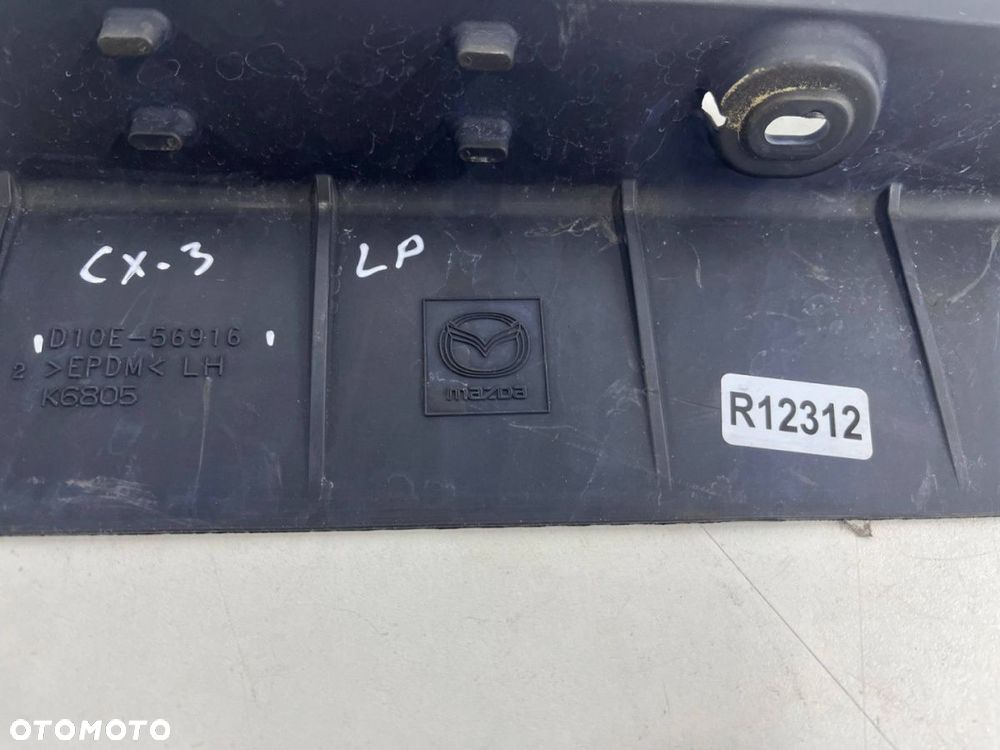 CX-3
LP
D10E-56916
2 >EPDM< LH
K6805
mazda
R12312
OTOMOTO